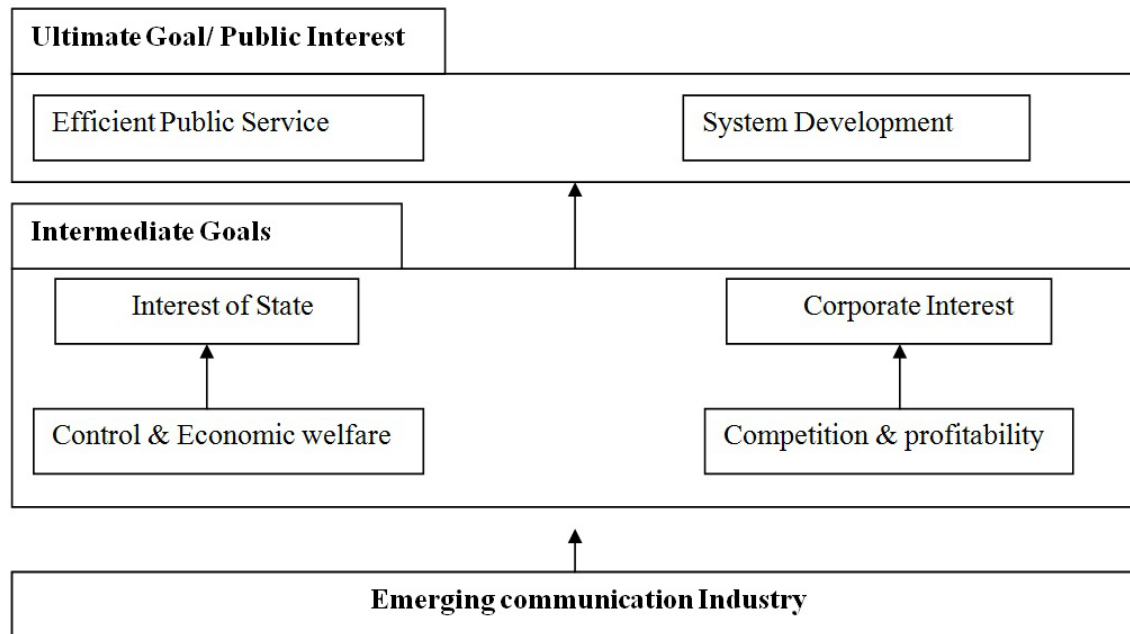 Ultimate Goal/ Public Interest
Efficient Public Service
System Development
Intermediate Goals
Interest of State
Corporate Interest
Control & Economic welfare
Competition & profitability
Emerging communication Industry